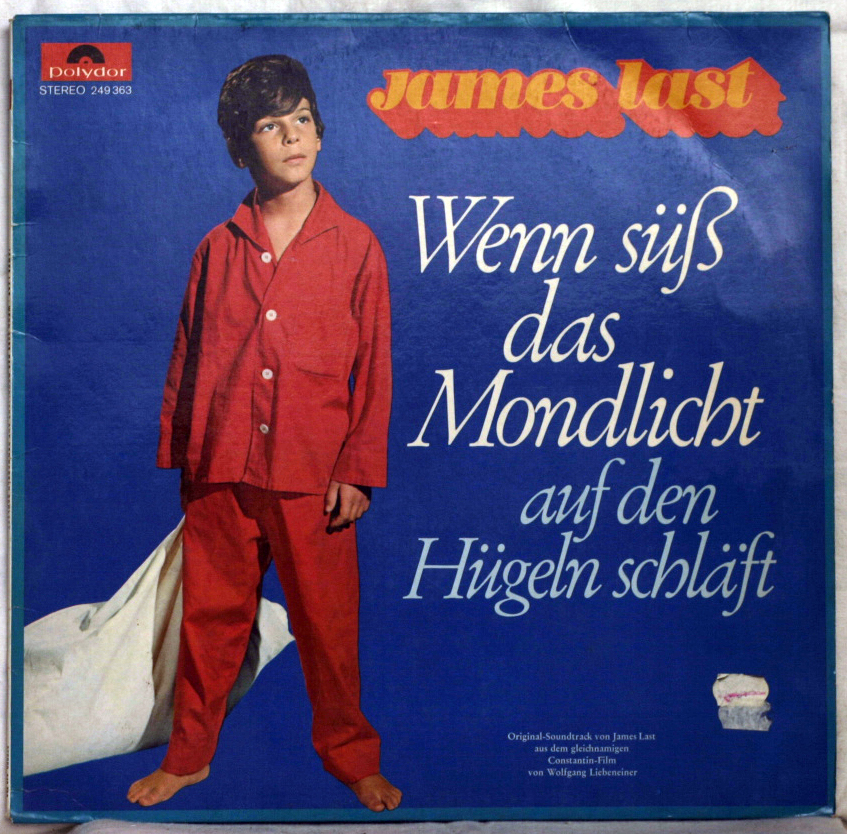 polydor
STEREO 249 363
james last
Wenn süß
das
Mondlicht
auf den
Hügeln schläft
Original-Soundtrack von James Last
aus dem gleichnamigen
Constantin-Film
von Wolfgang Liebeneiner